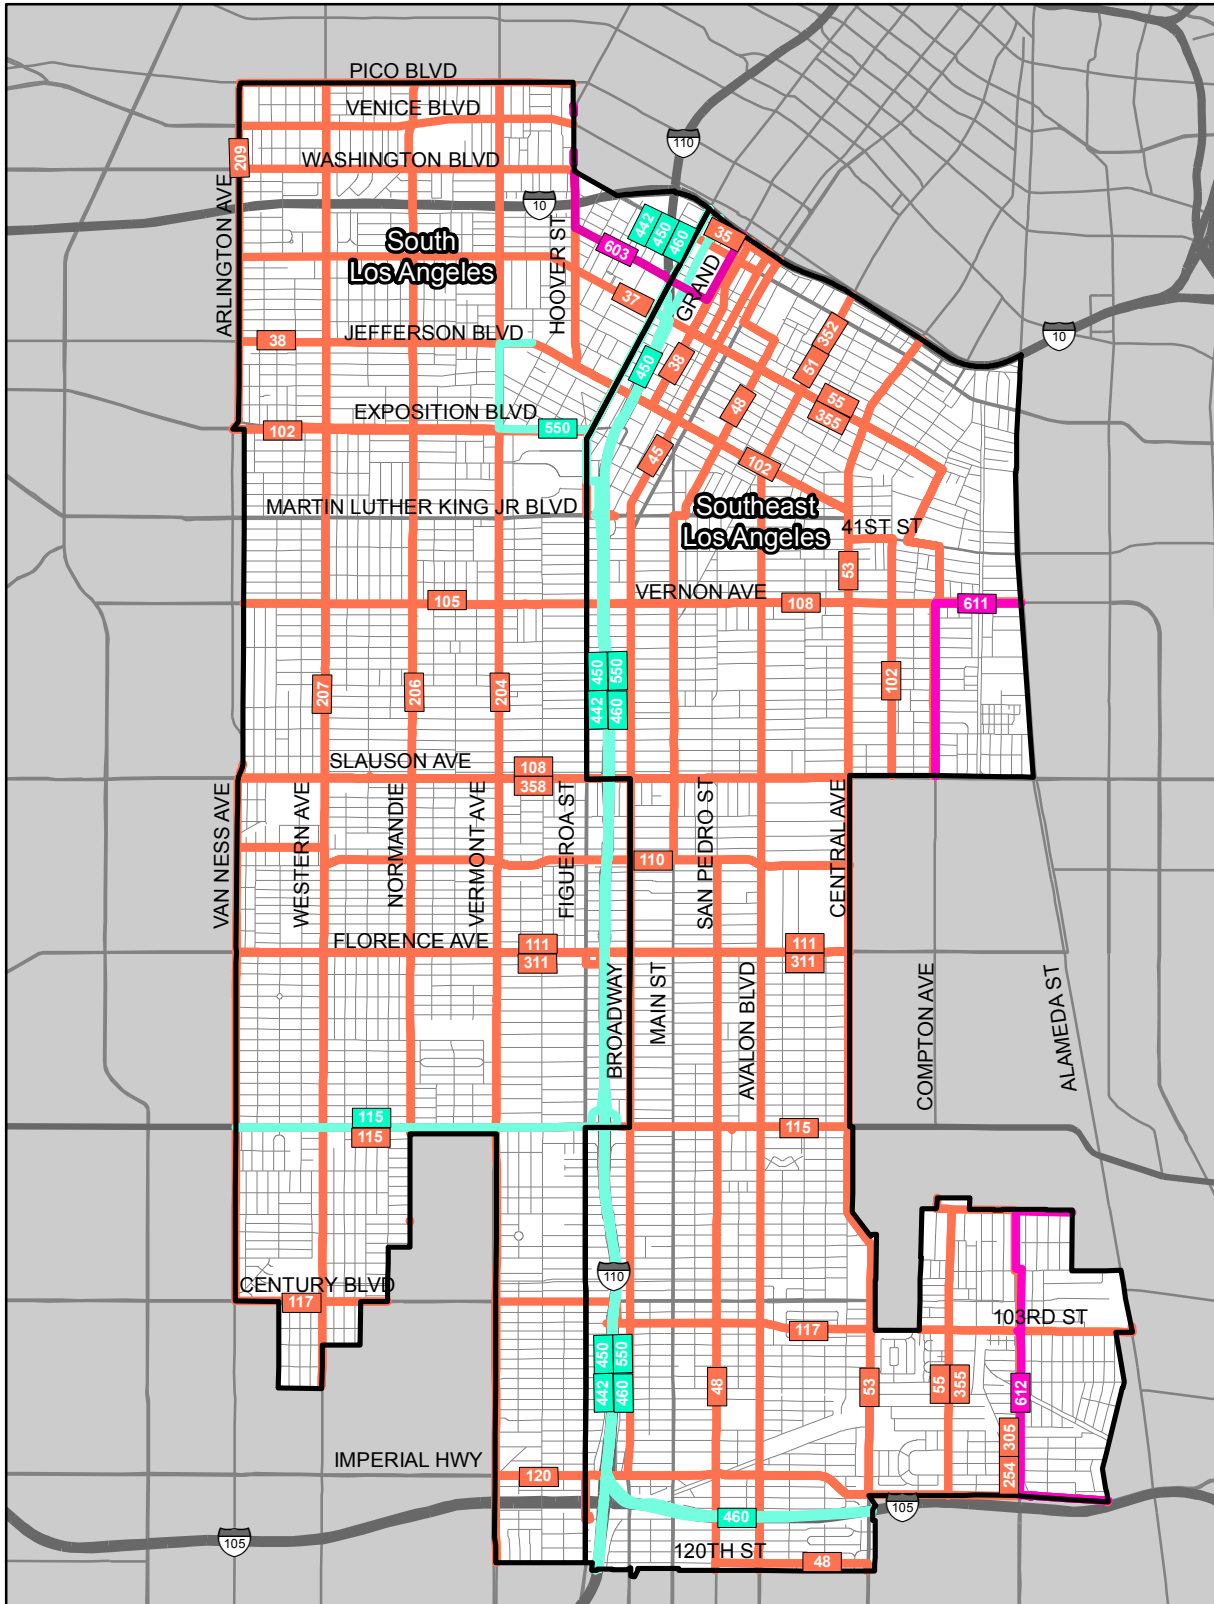 PICO BLVD
VENICE BLVD
110
209
WASHINGTON BLVD
10
ARLINGTON AVE
South
Los Angeles
HOOVER ST
603
442
450
460
35
37
GRAND
38
JEFFERSON BLVD
450
38
51
352
10
48
55
355
EXPOSITION BLVD
102
550
45
102
MARTIN LUTHER KING JR BLVD
Southeast
Los Angeles
41ST ST
53
VERNON AVE
105
108
611
207
206
204
450
550
442
460
102
SLAUSON AVE
108
358
VAN NESS AVE
WESTERN AVE
NORMANDIE
VERMONT AVE
FIGUEROA ST
SAN PEDRO ST
CENTRAL AVE
110
FLORENCE AVE
111
311
111
311
BROADWAY
MAIN ST
AVALON BLVD
COMPTON AVE
ALAMEDA ST
115
115
115
110
CENTURY BLVD
117
103RD ST
117
450
550
442
460
48
53
55
355
612
305
254
IMPERIAL HWY
120
105
460
105
120TH ST
48